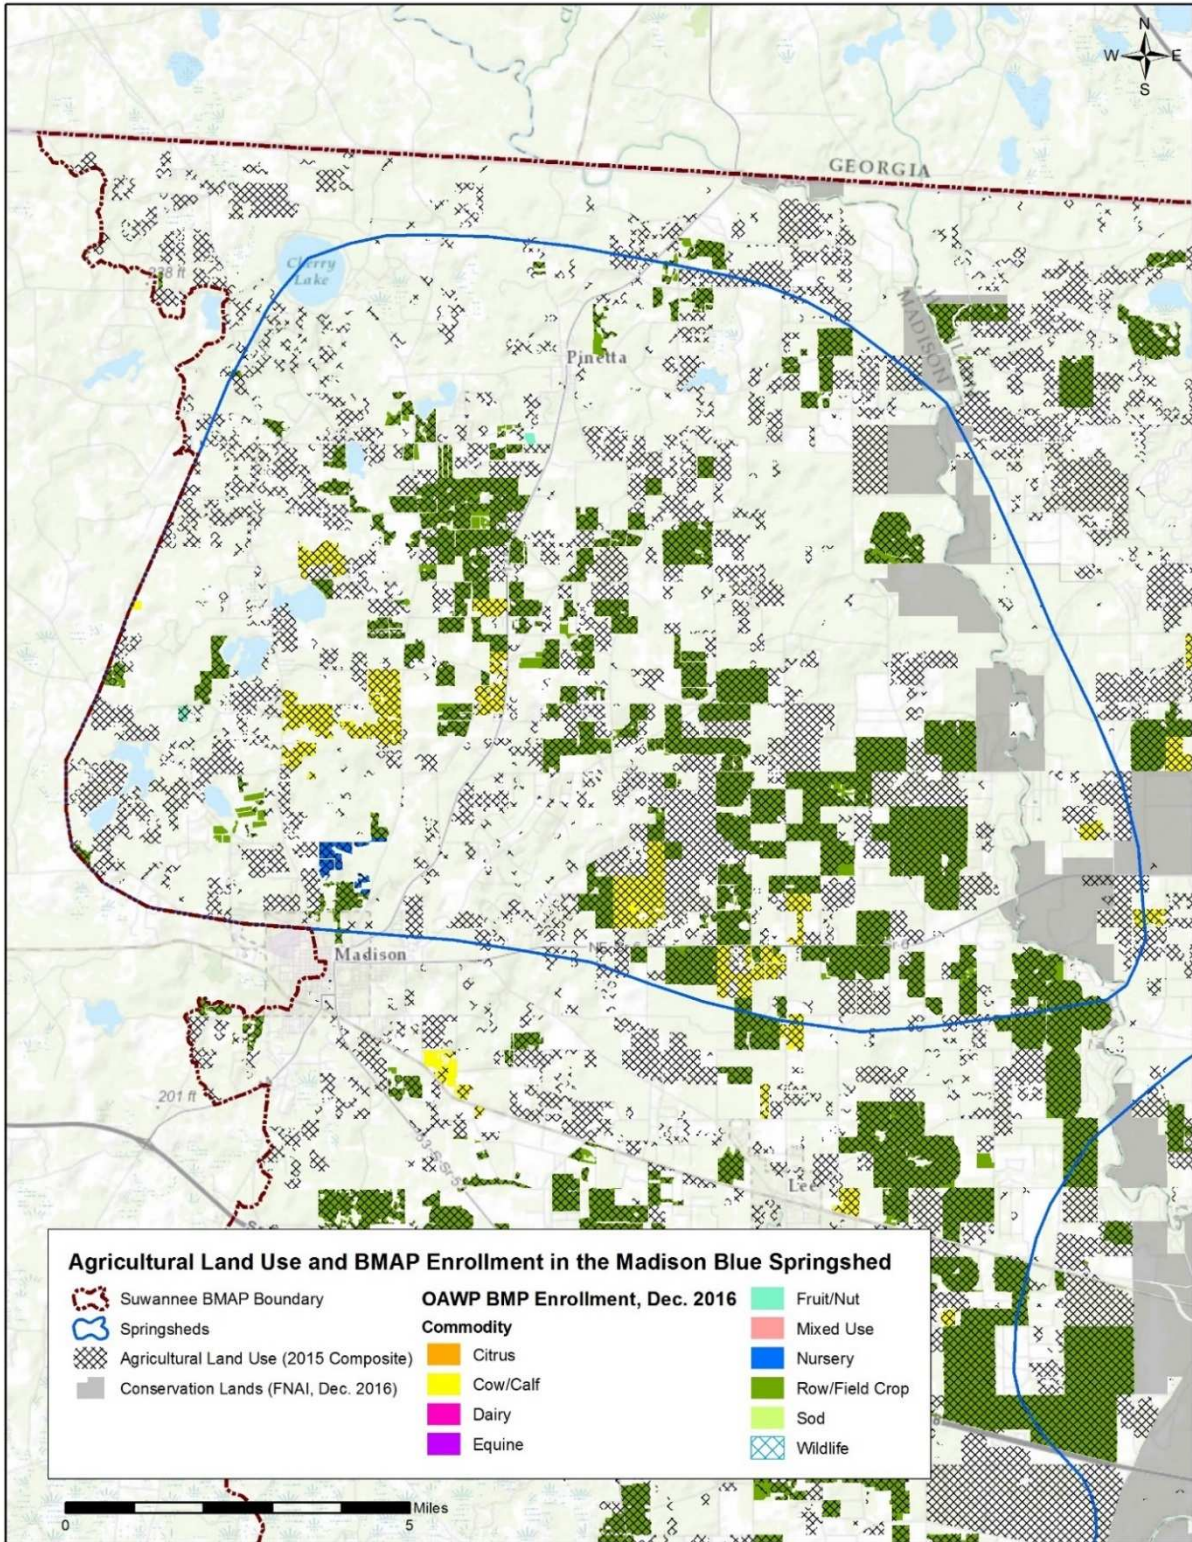 N
W E
S
GEORGIA
Cherry
Lake
238 ft
MADISON
Pinetta
Madison
201 ft
Lee
Agricultural Land Use and BMAP Enrollment in the Madison Blue Springshed
Suwannee BMAP Boundary
Springsheds
Agricultural Land Use (2015 Composite)
Conservation Lands (FNAI, Dec. 2016)
OAWP BMP Enrollment, Dec. 2016
Commodity
Citrus
Cow/Calf
Dairy
Equine
Fruit/Nut
Mixed Use
Nursery
Row/Field Crop
Sod
Wildlife
Miles
0 5